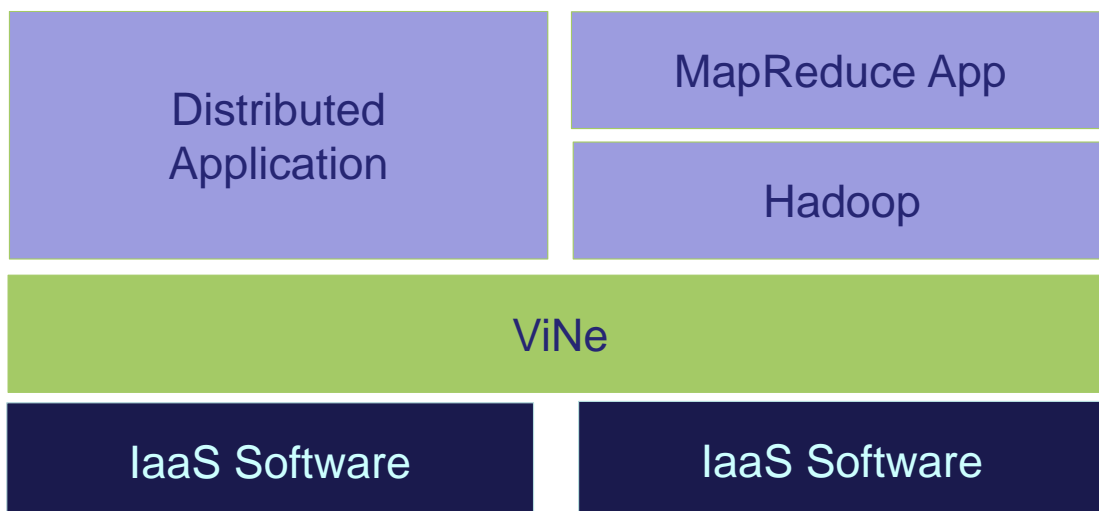 Distributed
Application
MapReduce App
Hadoop
ViNe
IaaS Software
IaaS Software